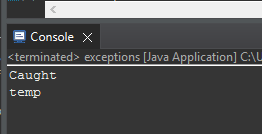 Console
<terminated> exceptions [Java Application] C:\U
Caught
temp